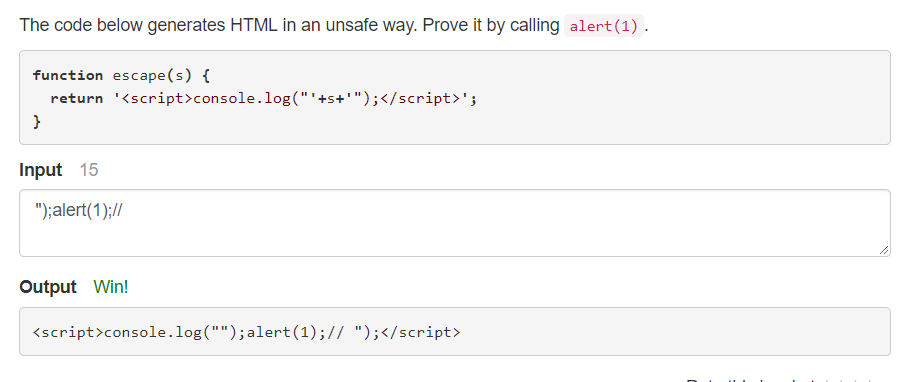 The code below generates HTML in an unsafe way. Prove it by calling alert(1) .
function escape(s) {
  return '<script>console.log("'+s+'");</script>';
}
Input 15
");alert(1);//
Output Win!
<script>console.log("");alert(1);// ");</script>